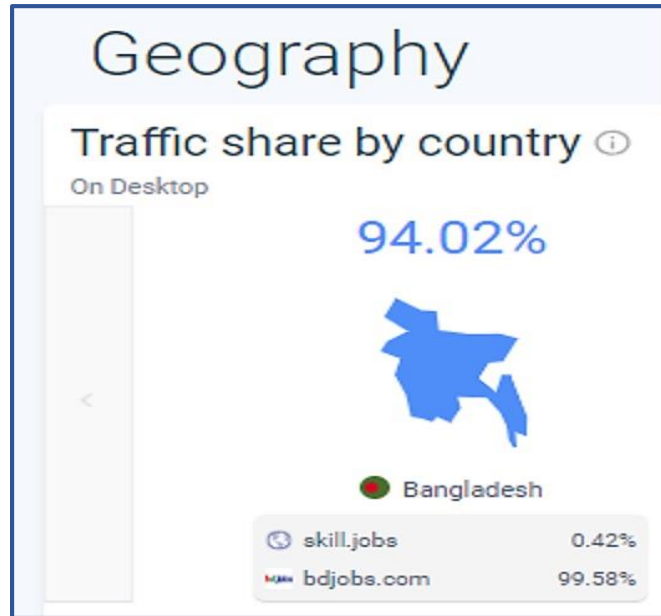 Geography
Traffic share by country
On Desktop
94.02%
Bangladesh
skill.jobs 0.42%
bdjobs.com 99.58%